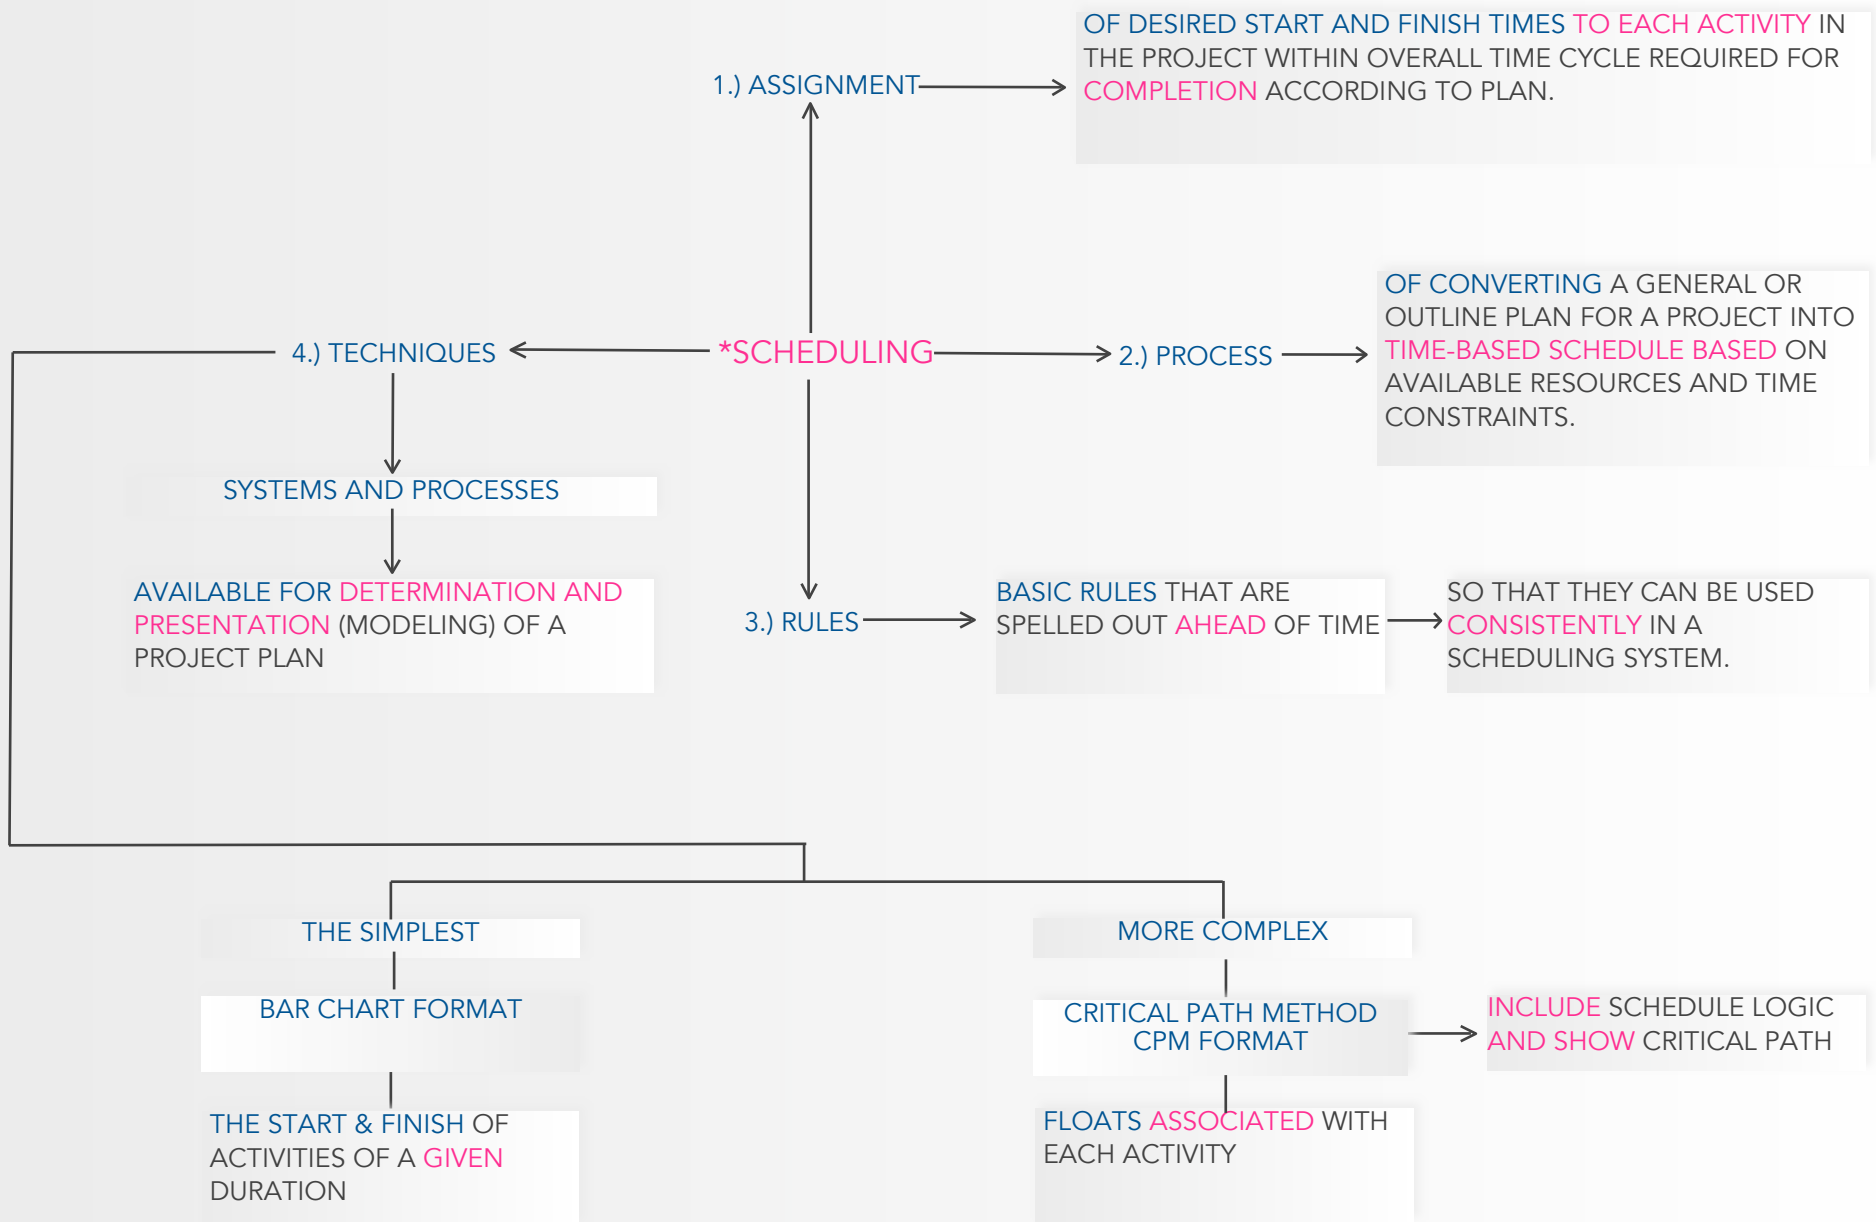 OF DESIRED START AND FINISH TIMES TO EACH ACTIVITY IN
THE PROJECT WITHIN OVERALL TIME CYCLE REQUIRED FOR
COMPLETION ACCORDING TO PLAN.
1.) ASSIGNMENT
OF CONVERTING A GENERAL OR
OUTLINE PLAN FOR A PROJECT INTO
TIME-BASED SCHEDULE BASED ON
AVAILABLE RESOURCES AND TIME
CONSTRAINTS.
4.) TECHNIQUES
*SCHEDULING
2.) PROCESS
SYSTEMS AND PROCESSES
AVAILABLE FOR DETERMINATION AND
PRESENTATION (MODELING) OF A
PROJECT PLAN
3.) RULES
BASIC RULES THAT ARE
SPELLED OUT AHEAD OF TIME
SO THAT THEY CAN BE USED
CONSISTENTLY IN A
SCHEDULING SYSTEM.
THE SIMPLEST
BAR CHART FORMAT
THE START & FINISH OF
ACTIVITIES OF A GIVEN
DURATION
MORE COMPLEX
CRITICAL PATH METHOD
CPM FORMAT
INCLUDE SCHEDULE LOGIC
AND SHOW CRITICAL PATH
FLOATS ASSOCIATED WITH
EACH ACTIVITY